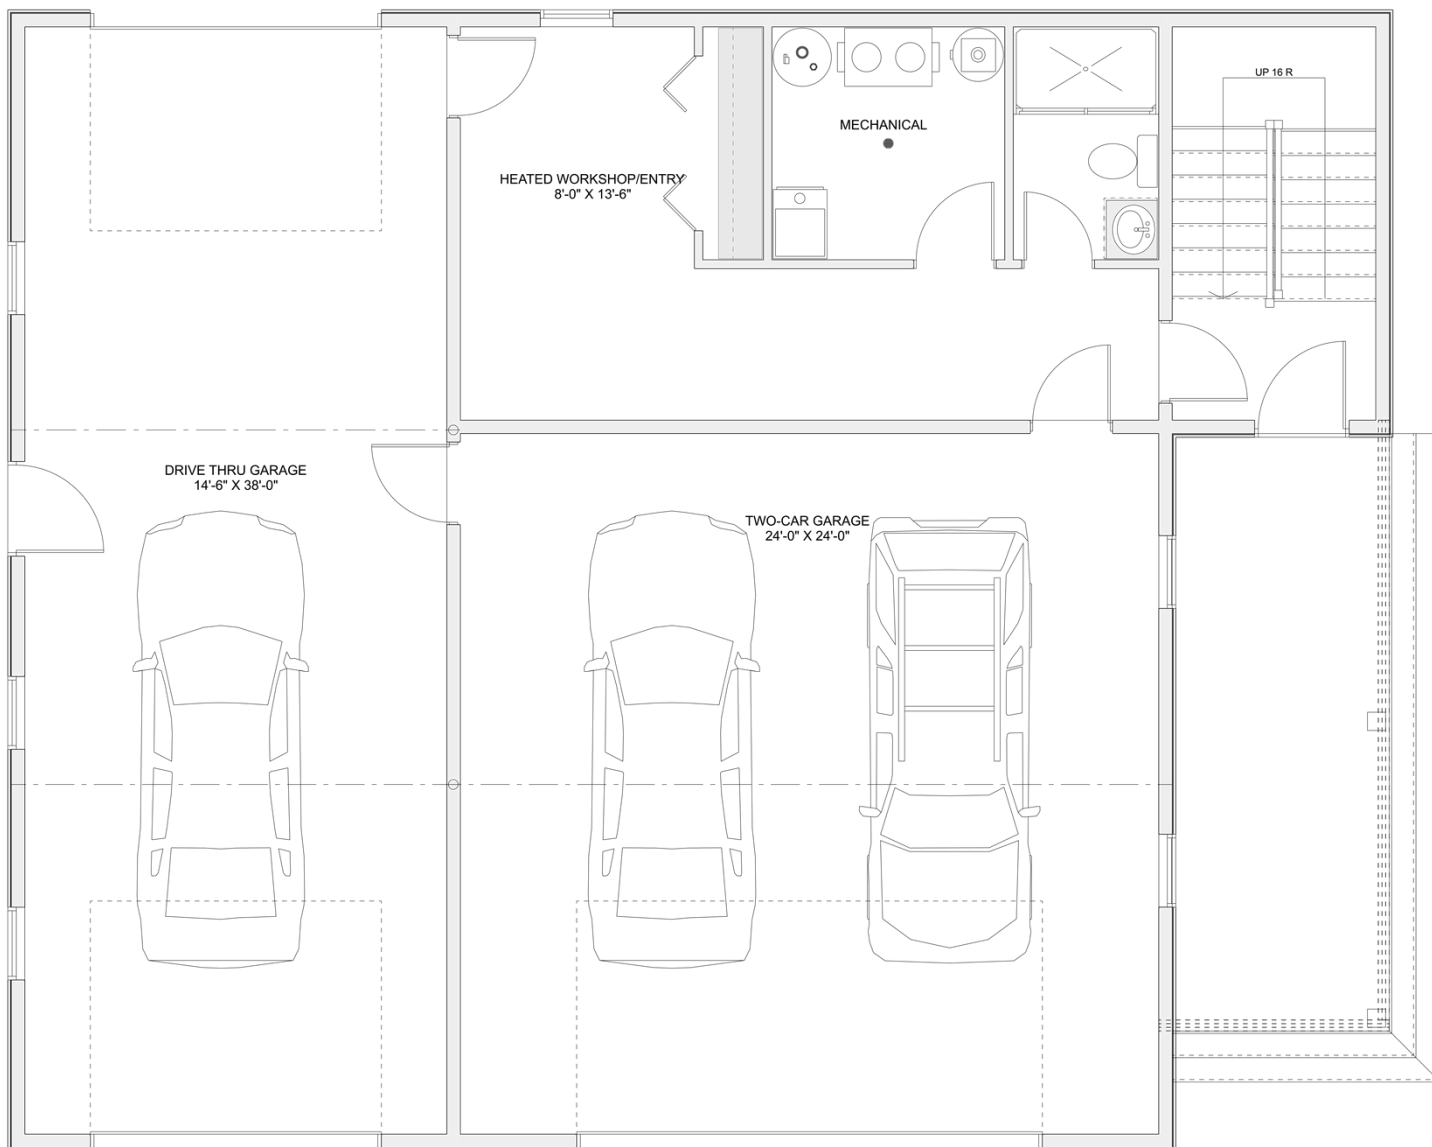 UP 16 R
MECHANICAL
HEATED WORKSHOP/ENTRY
8'-0" X 13'-6"
DRIVE THRU GARAGE
14'-6" X 38'-0"
TWO-CAR GARAGE
24'-0" X 24'-0"